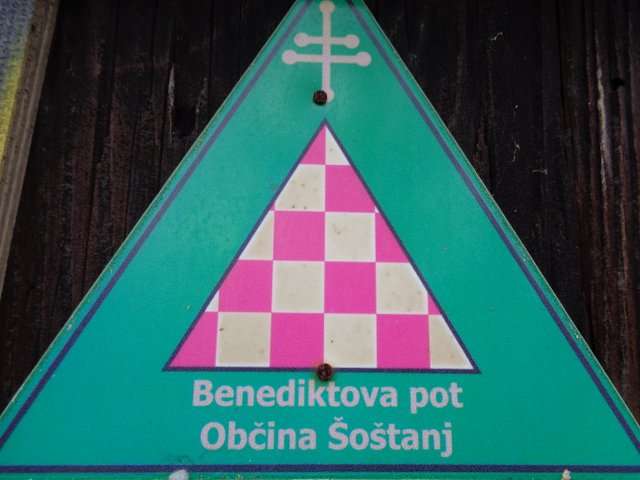 Benediktova pot
Občina Šoštanj